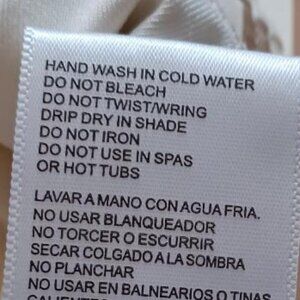 HAND WASH IN COLD WATER
DO NOT BLEACH
DO NOT TWIST/WRING
DRIP DRY IN SHADE
DO NOT IRON
DO NOT USE IN SPAS
OR HOT TUBS
LAVAR A MANO CON AGUA FRIA.
NO USAR BLANQUEADOR
NO TORCER O ESCURRIR
SECAR COLGADO A LA SOMBRA
NO PLANCHAR
NO USAR EN BALNEARIOS O TINAS